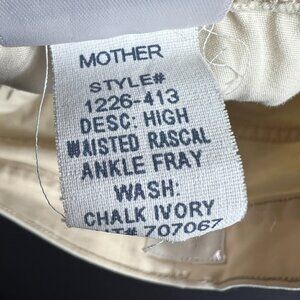 MOTHER
STYLE#
1226-413
DESC: HIGH
WAISTED RASCAL
ANKLE FRAY
WASH:
CHALK IVORY
707067